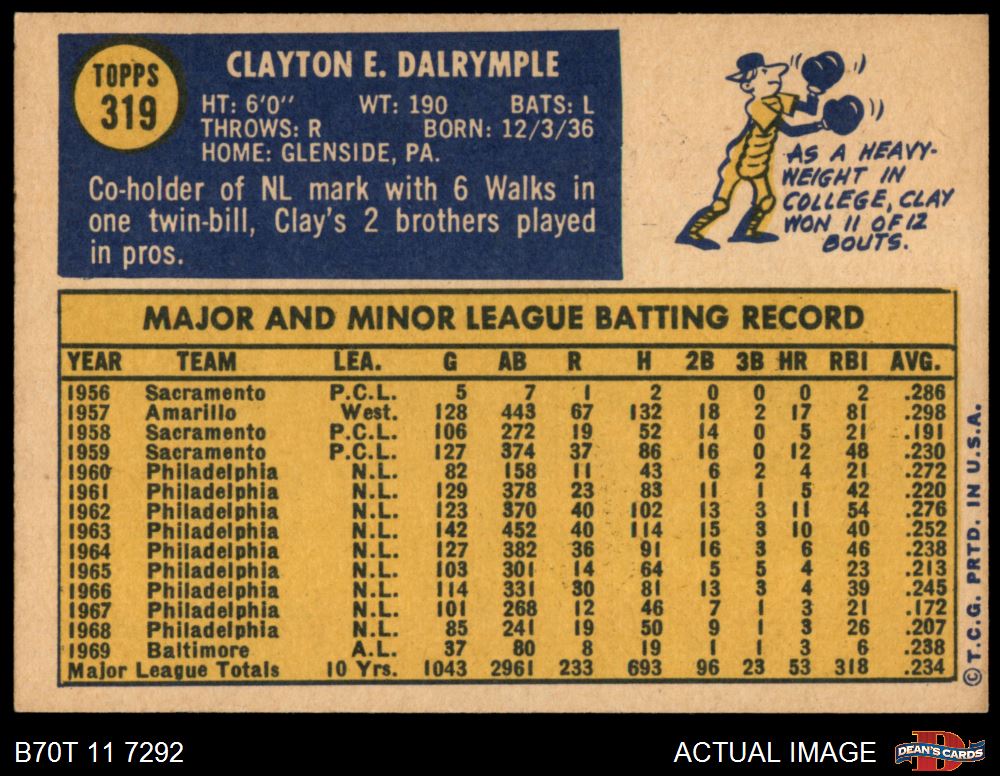 TOPPS
319
CLAYTON E. DALRYMPLE
HT: 6'0" WT: 190 BATS: L
THROWS: R BORN: 12/3/36
HOME: GLENSIDE, PA.
Co-holder of NL mark with 6 Walks in
one twin-bill, Clay's 2 brothers played
in pros.
AS A HEAVY-
WEIGHT IN
COLLEGE, CLAY
WON 11 OF 12
BOUTS.
MAJOR AND MINOR LEAGUE BATTING RECORD
YEAR TEAM LEA. G AB R H 2B 3B HR RBI AVG.
1956 Sacramento P.C.L. 5 7 1 2 0 0 0 2 .286
1957 Amarillo West. 128 443 67 132 18 2 17 81 .298
1958 Sacramento P.C.L. 106 272 19 52 14 0 5 21 .191
1959 Sacramento P.C.L. 127 374 37 86 16 0 12 48 .230
1960 Philadelphia N.L. 82 158 11 43 6 2 4 21 .272
1961 Philadelphia N.L. 129 378 23 83 11 1 5 42 .220
1962 Philadelphia N.L. 123 370 40 102 13 3 11 54 .276
1963 Philadelphia N.L. 142 452 40 114 15 3 10 40 .252
1964 Philadelphia N.L. 127 382 36 91 16 3 6 46 .238
1965 Philadelphia N.L. 103 301 14 64 5 5 4 23 .213
1966 Philadelphia N.L. 114 331 30 81 13 3 4 39 .245
1967 Philadelphia N.L. 101 268 12 46 7 1 3 21 .172
1968 Philadelphia N.L. 85 241 19 50 9 1 3 26 .207
1969 Baltimore A.L. 37 80 8 19 1 1 3 6 .238
Major League Totals 10 Yrs. 1043 2961 233 693 96 23 53 318 .234
©T.C.G. PRTD. IN U.S.A.
B70T 11 7292
ACTUAL IMAGE
DEAN'S CARDS